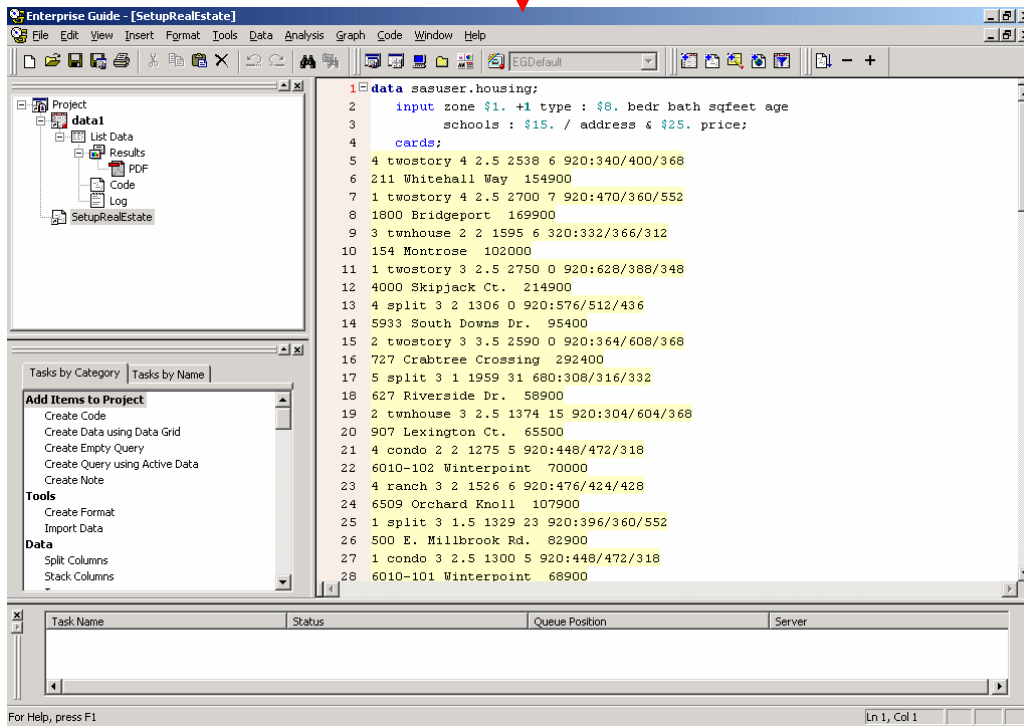 Enterprise Guide - [SetupRealEstate]
File Edit View Insert Format Tools Data Analysis Graph Code Window Help
EGDefault
Project
data1
List Data
Results
PDF
Code
Log
SetupRealEstate
Tasks by Category Tasks by Name
Add Items to Project
Create Code
Create Data using Data Grid
Create Empty Query
Create Query using Active Data
Create Note
Tools
Create Format
Import Data
Data
Split Columns
Stack Columns
1 data sasuser.housing;
2 input zone $1. +1 type : $8. bedr bath sqfeet age
3 schools : $15. / address & $25. price;
4 cards;
5 4 twostory 4 2.5 2538 6 920:340/400/368
6 211 Whitehall Way 154900
7 1 twostory 4 2.5 2700 7 920:470/360/552
8 1800 Bridgeport 169900
9 3 twnhouse 2 2 1595 6 320:332/366/312
10 154 Montrose 102000
11 1 twostory 3 2.5 2750 0 920:628/388/348
12 4000 Skipjack Ct. 214900
13 4 split 3 2 1306 0 920:576/512/436
14 5933 South Downs Dr. 95400
15 2 twostory 3 3.5 2590 0 920:364/608/368
16 727 Crabtree Crossing 292400
17 5 split 3 1 1959 31 680:308/316/332
18 627 Riverside Dr. 58900
19 2 twnhouse 3 2.5 1374 15 920:304/604/368
20 907 Lexington Ct. 65500
21 4 condo 2 2 1275 5 920:448/472/318
22 6010-102 Winterpoint 70000
23 4 ranch 3 2 1526 6 920:476/424/428
24 6509 Orchard Knoll 107900
25 1 split 3 1.5 1329 23 920:396/360/552
26 500 E. Millbrook Rd. 82900
27 1 condo 3 2.5 1300 5 920:448/472/318
28 6010-101 Winterpoint 68900
Task Name Status Queue Position Server
For Help, press F1
Ln 1, Col 1